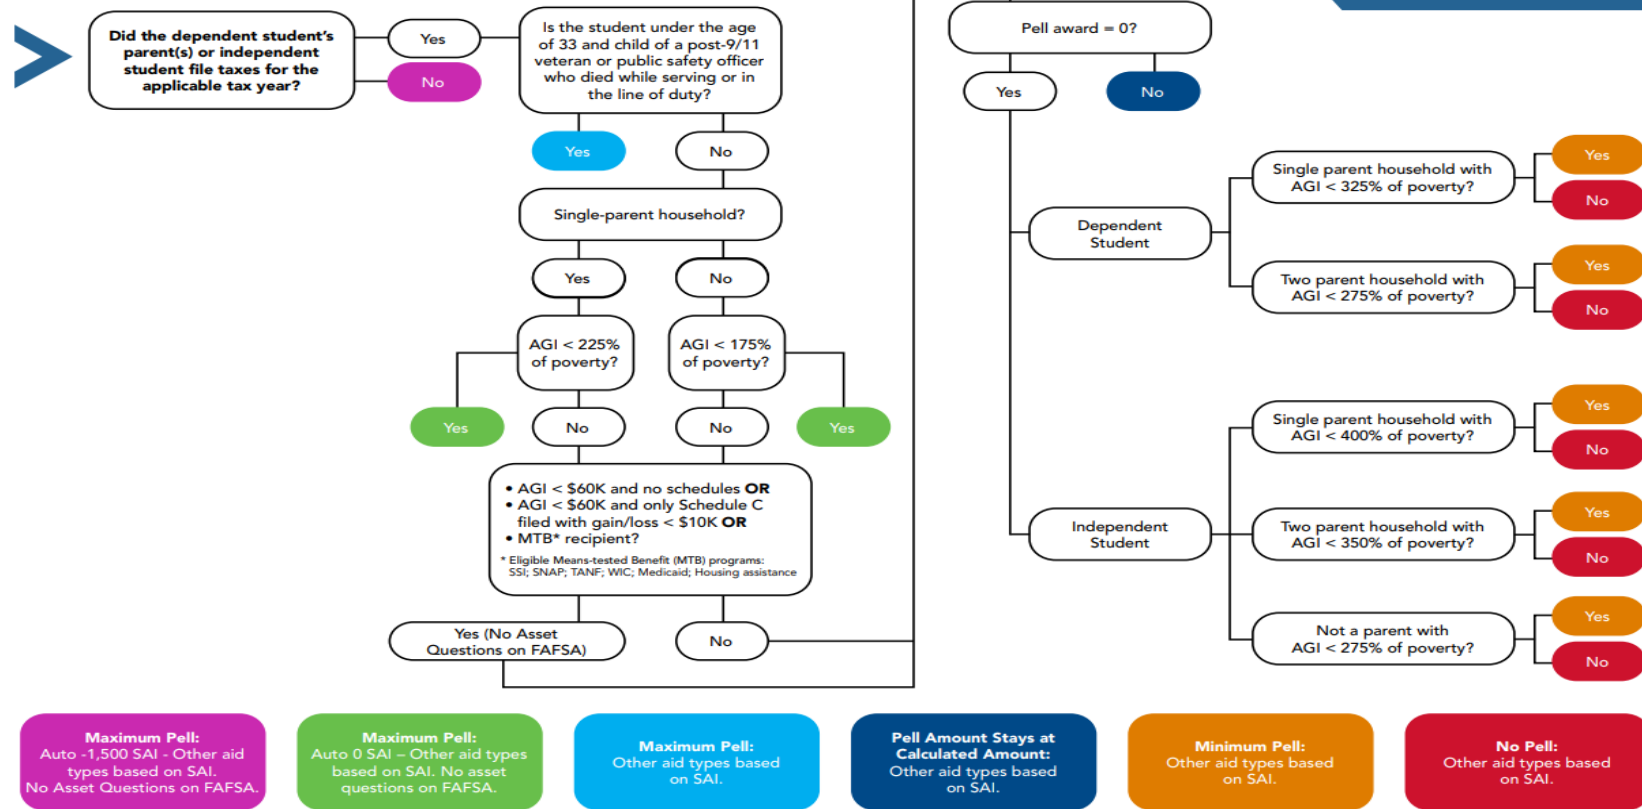 Did the dependent student's
parent(s) or independent
student file taxes for the
applicable tax year?
Yes
No
Is the student under the age
of 33 and child of a post-9/11
veteran or public safety officer
who died while serving or in
the line of duty?
Yes
No
Single-parent household?
Yes
No
AGI < 225%
of poverty?
AGI < 175%
of poverty?
Yes
No
No
Yes
• AGI < $60K and no schedules OR
• AGI < $60K and only Schedule C
filed with gain/loss < $10K OR
• MTB* recipient?
* Eligible Means-tested Benefit (MTB) programs:
SSI; SNAP; TANF; WIC; Medicaid; Housing assistance
Yes (No Asset
Questions on FAFSA)
No
Pell award = 0?
Yes
No
Dependent
Student
Single parent household with
AGI < 325% of poverty?
Yes
No
Two parent household with
AGI < 275% of poverty?
Yes
No
Independent
Student
Single parent household with
AGI < 400% of poverty?
Yes
No
Two parent household with
AGI < 350% of poverty?
Yes
No
Not a parent with
AGI < 275% of poverty?
Yes
No
Maximum Pell:
Auto -1,500 SAI - Other aid
types based on SAI.
No Asset Questions on FAFSA.
Maximum Pell:
Auto 0 SAI – Other aid types
based on SAI. No asset
questions on FAFSA.
Maximum Pell:
Other aid types based
on SAI.
Pell Amount Stays at
Calculated Amount:
Other aid types based
on SAI.
Minimum Pell:
Other aid types based
on SAI.
No Pell:
Other aid types based
on SAI.